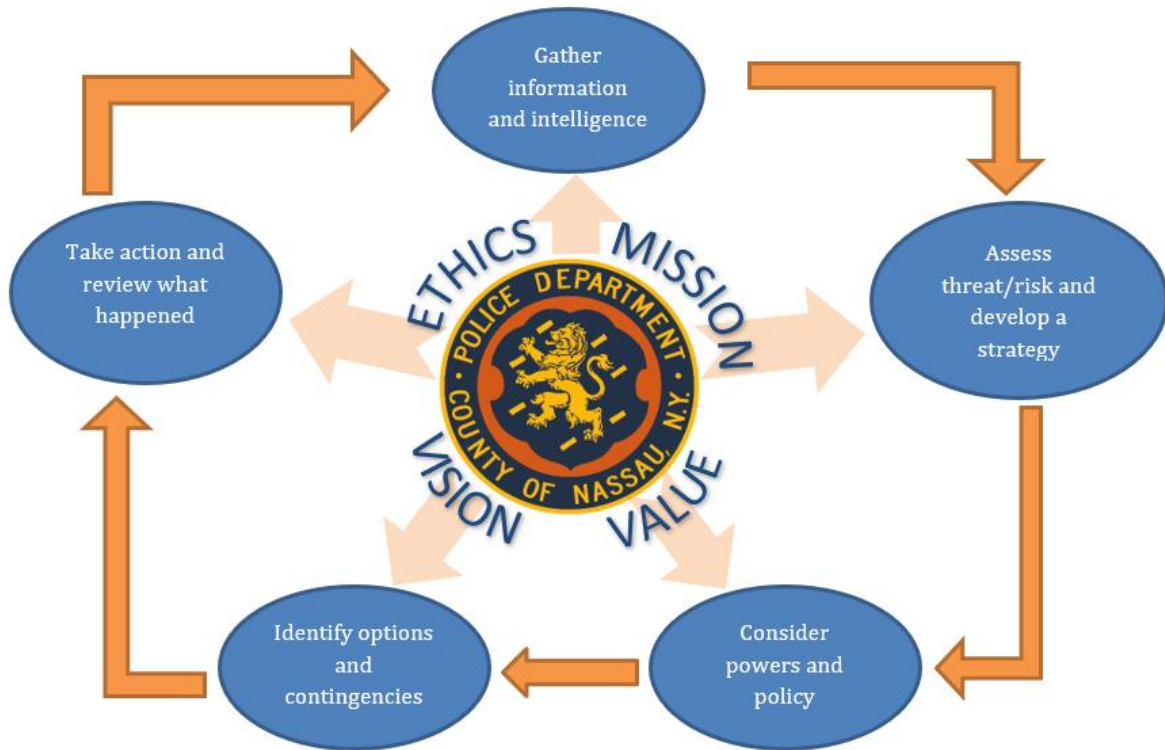 Gather
information
and intelligence
Assess
threat/risk and
develop a
strategy
Consider
powers and
policy
Identify options
and
contingencies
Take action and
review what
happened
ETHICS
MISSION
VISION
VALUE
POLICE DEPARTMENT
COUNTY OF NASSAU, N.Y.